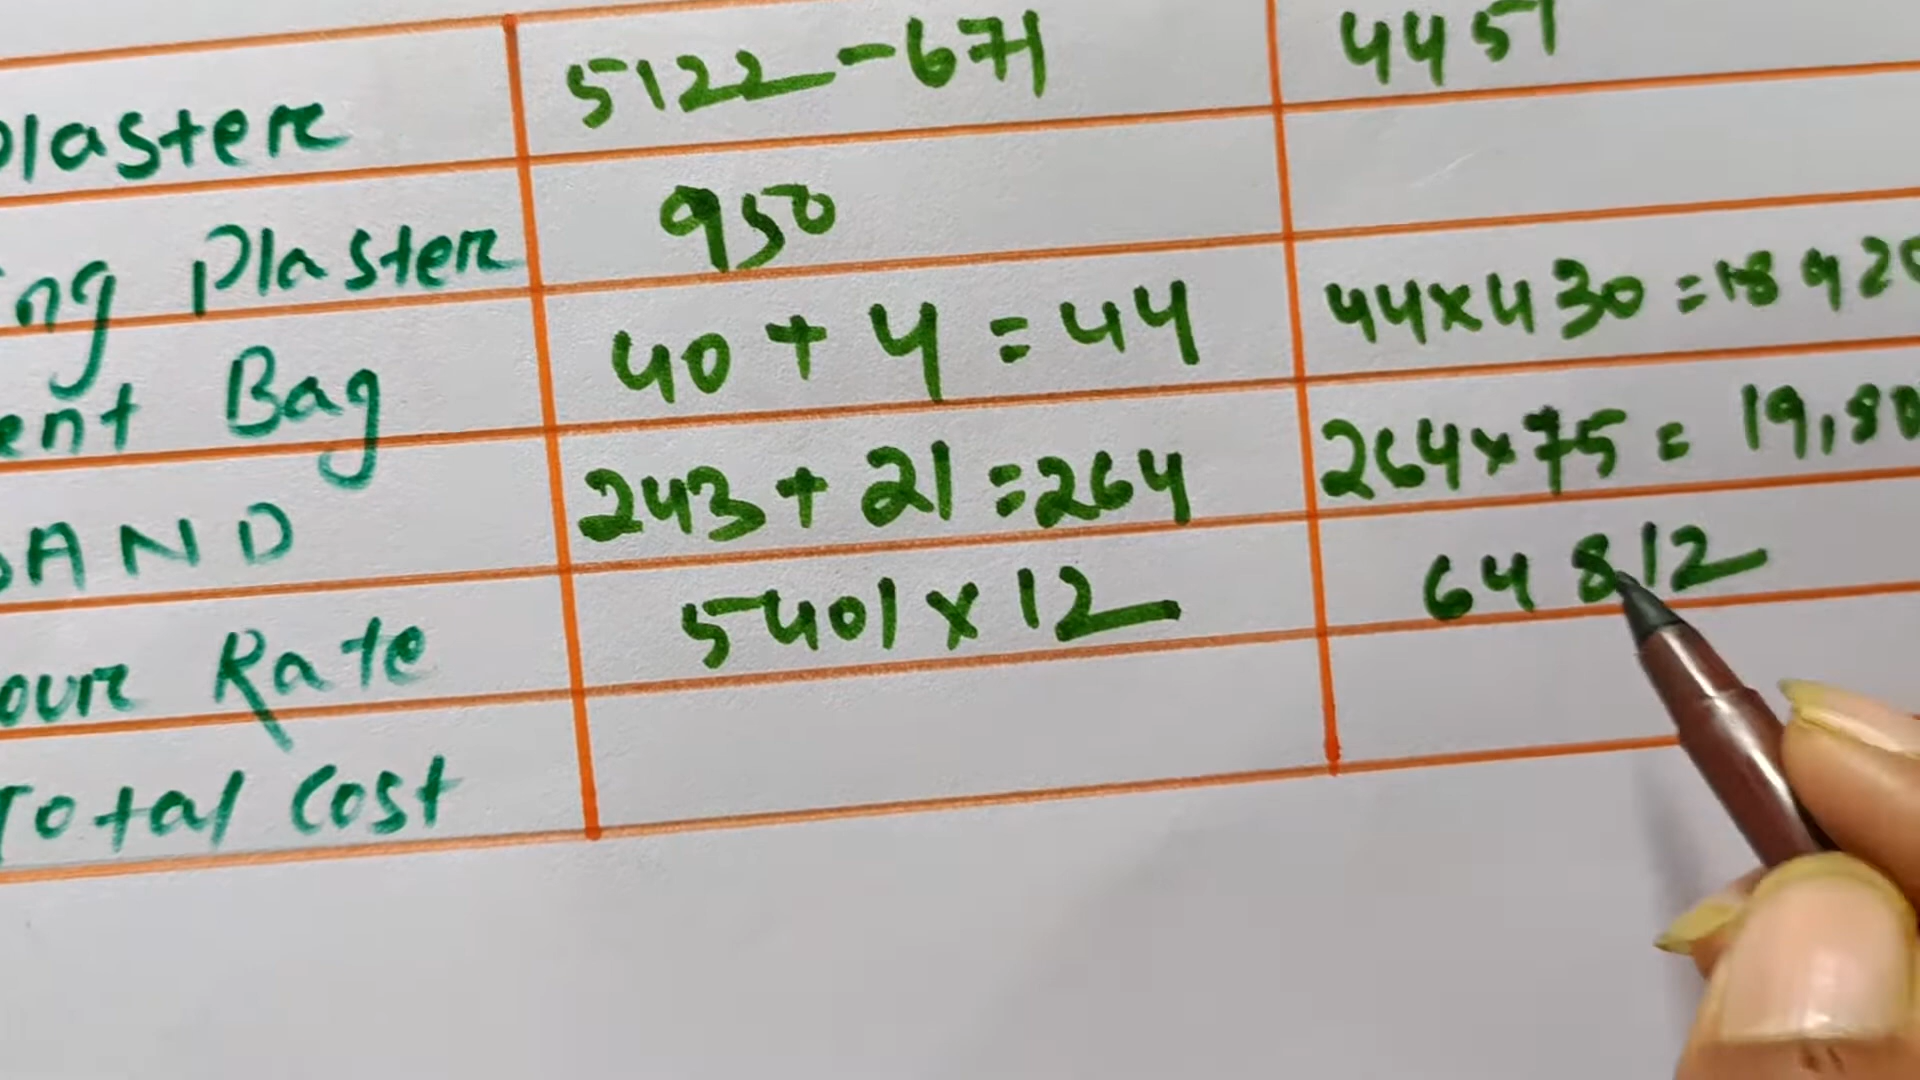 plaster 5122-671 4451
ing Plaster 950
ent Bag 40+4=44 44x430=18920
SAND 243+21=264 264x75= 19,80
our Rate 5401x12 64812
Total Cost